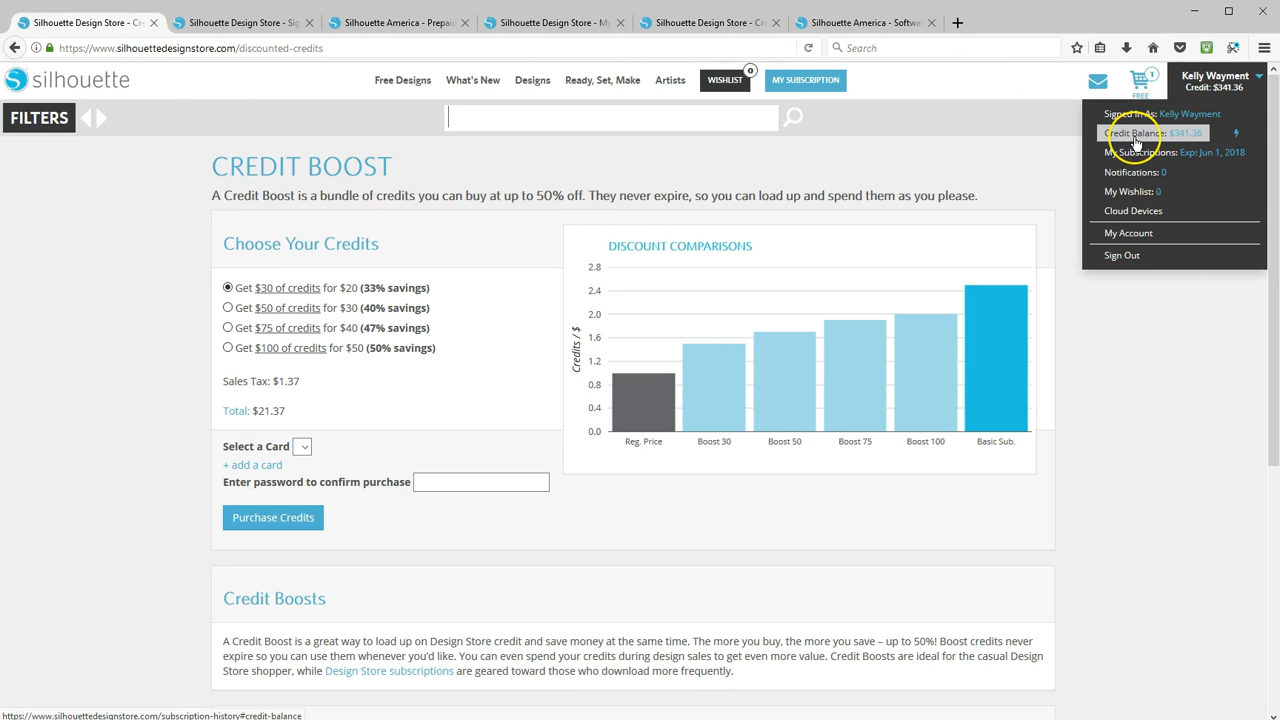 Silhouette Design Store - Cre
Silhouette Design Store - Sig
Silhouette America - Prepaid
Silhouette Design Store - My
Silhouette Design Store - Cre
Silhouette America - Softwa
https://www.silhouettedesignstore.com/discounted-credits
Search
silhouette
Free Designs
What's New
Designs
Ready, Set, Make
Artists
WISHLIST
0
MY SUBSCRIPTION
1
FREE
Kelly Wayment
Credit: $341.36
FILTERS
Signed In As: Kelly Wayment
Credit Balance: $341.36
My Subscriptions: Exp: Jun 1, 2018
Notifications: 0
My Wishlist: 0
Cloud Devices
My Account
Sign Out
CREDIT BOOST
A Credit Boost is a bundle of credits you can buy at up to 50% off. They never expire, so you can load up and spend them as you please.
Choose Your Credits
Get $30 of credits for $20 (33% savings)
Get $50 of credits for $30 (40% savings)
Get $75 of credits for $40 (47% savings)
Get $100 of credits for $50 (50% savings)
Sales Tax: $1.37
Total: $21.37
Select a Card
+ add a card
Enter password to confirm purchase
Purchase Credits
DISCOUNT COMPARISONS
Credits / $
2.8
2.4
2.0
1.6
1.2
0.8
0.4
0.0
Reg. Price
Boost 30
Boost 50
Boost 75
Boost 100
Basic Sub.
Credit Boosts
A Credit Boost is a great way to load up on Design Store credit and save money at the same time. The more you buy, the more you save – up to 50%! Boost credits never
expire so you can use them whenever you'd like. You can even spend your credits during design sales to get even more value. Credit Boosts are ideal for the casual Design
Store shopper, while Design Store subscriptions are geared toward those who download more frequently.
https://www.silhouettedesignstore.com/subscription-history#credit-balance